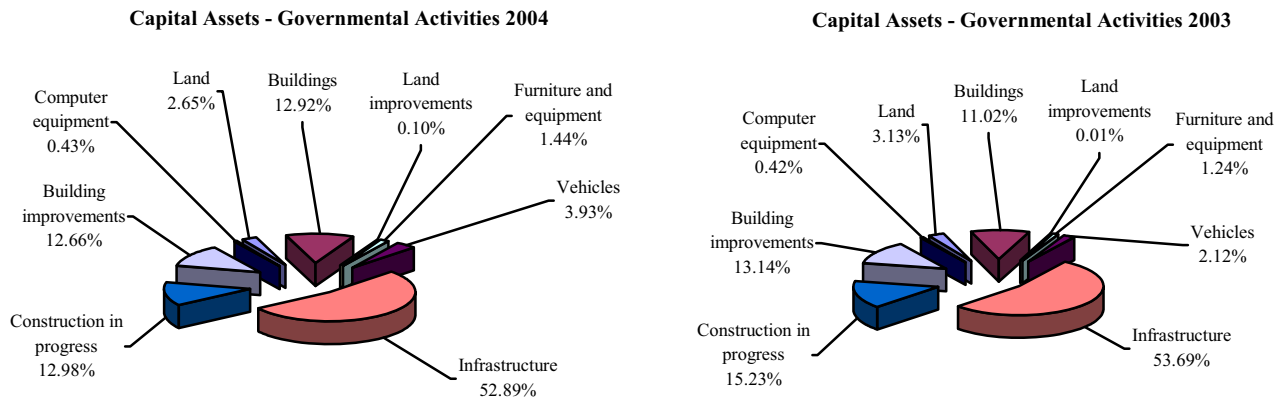 Capital Assets - Governmental Activities 2004
Land
2.65%
Buildings
12.92%
Land
improvements
0.10%
Furniture and
equipment
1.44%
Computer
equipment
0.43%
Vehicles
3.93%
Building
improvements
12.66%
Construction in
progress
12.98%
Infrastructure
52.89%
Capital Assets - Governmental Activities 2003
Land
3.13%
Buildings
11.02%
Land
improvements
0.01%
Furniture and
equipment
1.24%
Computer
equipment
0.42%
Vehicles
2.12%
Building
improvements
13.14%
Construction in
progress
15.23%
Infrastructure
53.69%